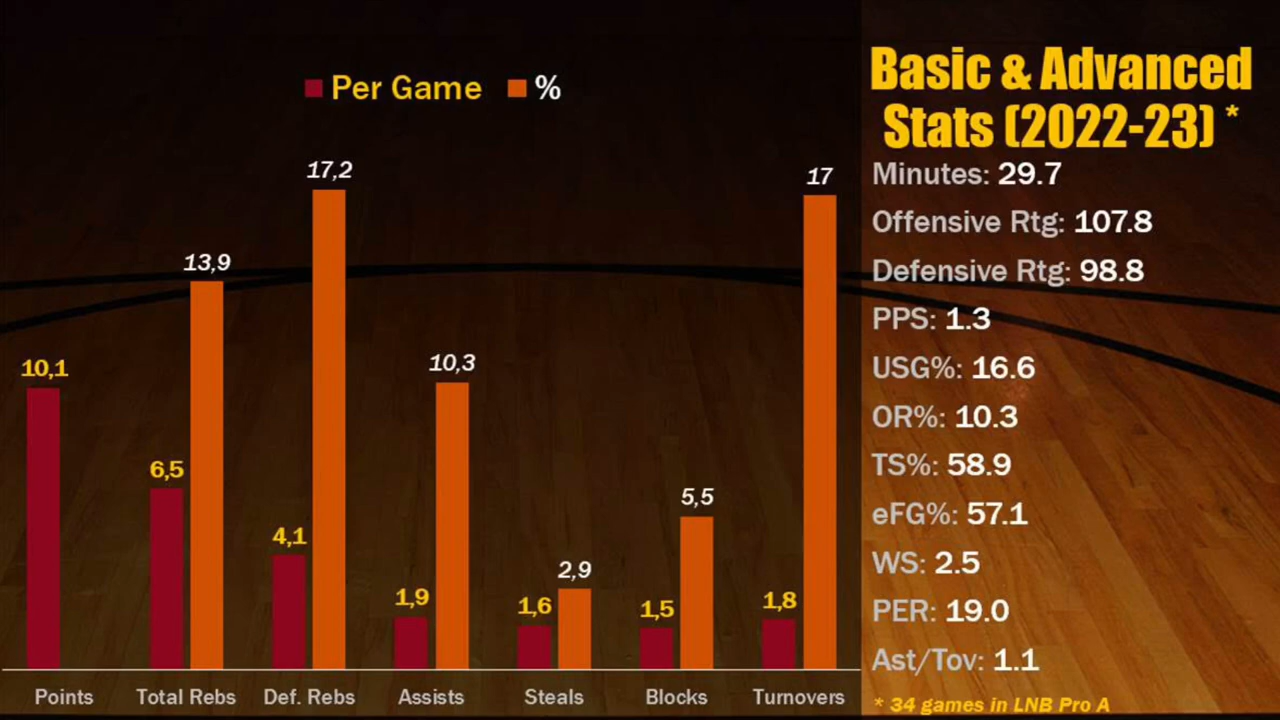 Per Game %
Basic & Advanced
Stats (2022-23) *
17,2
17
13,9
10,3
10,1
6,5
5,5
4,1
2,9
1,9
1,6
1,5
1,8
Points Total Rebs Def. Rebs Assists Steals Blocks Turnovers
Minutes: 29.7
Offensive Rtg: 107.8
Defensive Rtg: 98.8
PPS: 1.3
USG%: 16.6
OR%: 10.3
TS%: 58.9
eFG%: 57.1
WS: 2.5
PER: 19.0
Ast/Tov: 1.1
* 34 games in LNB Pro A